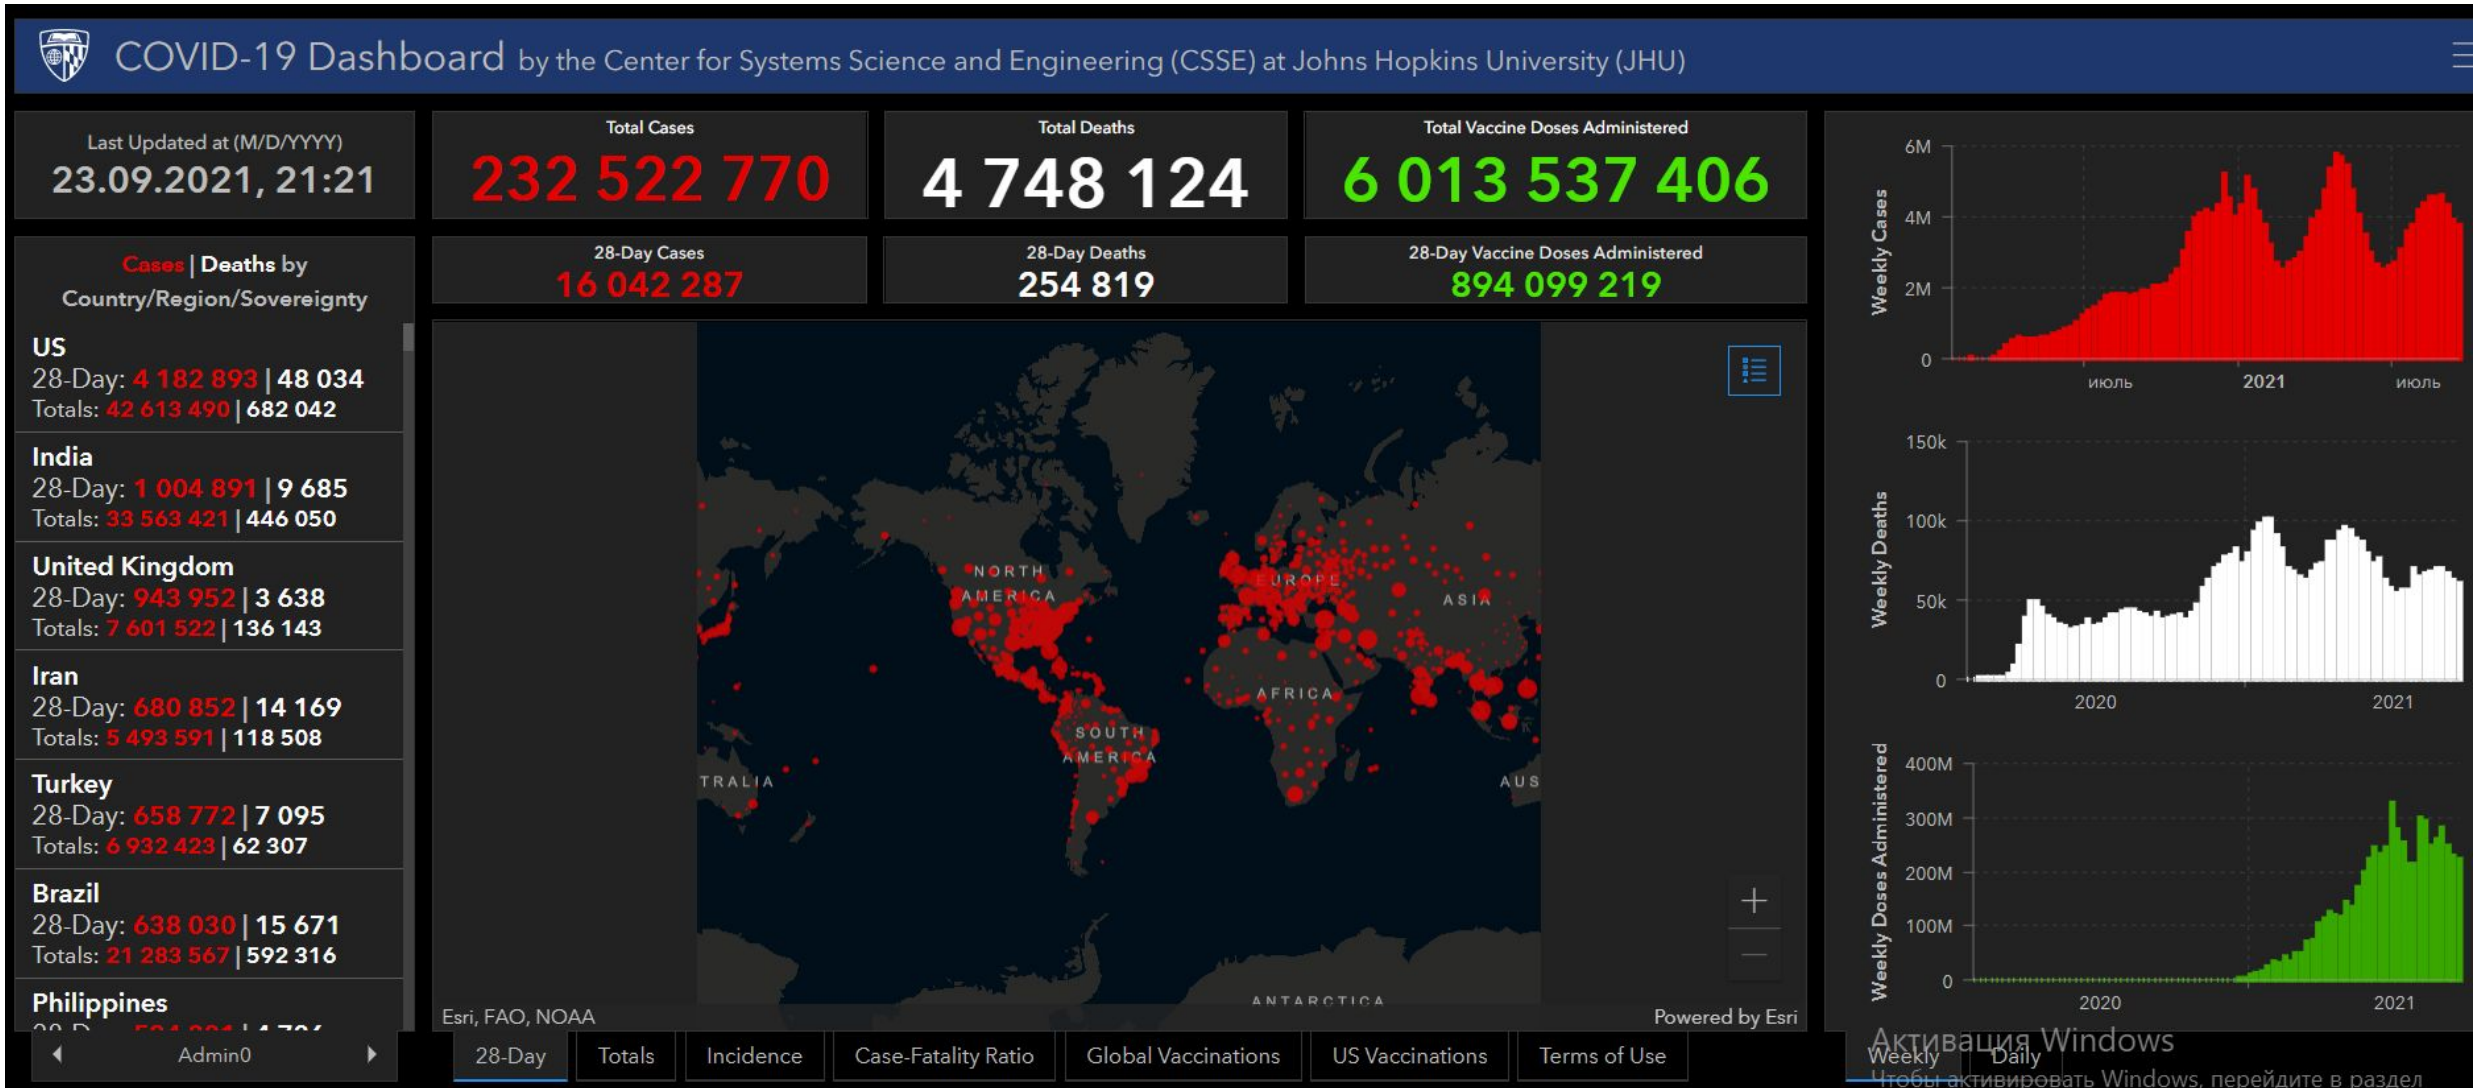 COVID-19 Dashboard by the Center for Systems Science and Engineering (CSSE) at Johns Hopkins University (JHU)
Last Updated at (M/D/YYYY)
23.09.2021, 21:21
Cases | Deaths by
Country/Region/Sovereignty
US
28-Day: 4 182 893 | 48 034
Totals: 42 613 490 | 682 042
India
28-Day: 1 004 891 | 9 685
Totals: 33 563 421 | 446 050
United Kingdom
28-Day: 943 952 | 3 638
Totals: 7 601 522 | 136 143
Iran
28-Day: 680 852 | 14 169
Totals: 5 493 591 | 118 508
Turkey
28-Day: 658 772 | 7 095
Totals: 6 932 423 | 62 307
Brazil
28-Day: 638 030 | 15 671
Totals: 21 283 567 | 592 316
Philippines
Admin0
Total Cases
232 522 770
Total Deaths
4 748 124
Total Vaccine Doses Administered
6 013 537 406
28-Day Cases
16 042 287
28-Day Deaths
254 819
28-Day Vaccine Doses Administered
894 099 219
NORTH
AMERICA
EUROPE
ASIA
AFRICA
SOUTH
AMERICA
TRALIA
AUS
ANTARCTICA
Esri, FAO, NOAA
Powered by Esri
28-Day
Totals
Incidence
Case-Fatality Ratio
Global Vaccinations
US Vaccinations
Terms of Use
Weekly Cases
6M
4M
2M
0
июль
2021
июль
Weekly Deaths
150k
100k
50k
0
2020
2021
Weekly Doses Administered
400M
300M
200M
100M
0
2020
2021
Weekly
Daily
Активация Windows
Чтобы активировать Windows, перейдите в раздел